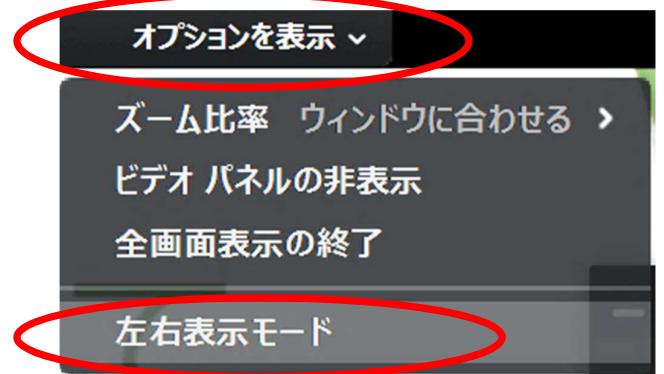 オプションを表示
ズーム比率 ウィンドウに合わせる
ビデオ パネルの非表示
全画面表示の終了
左右表示モード